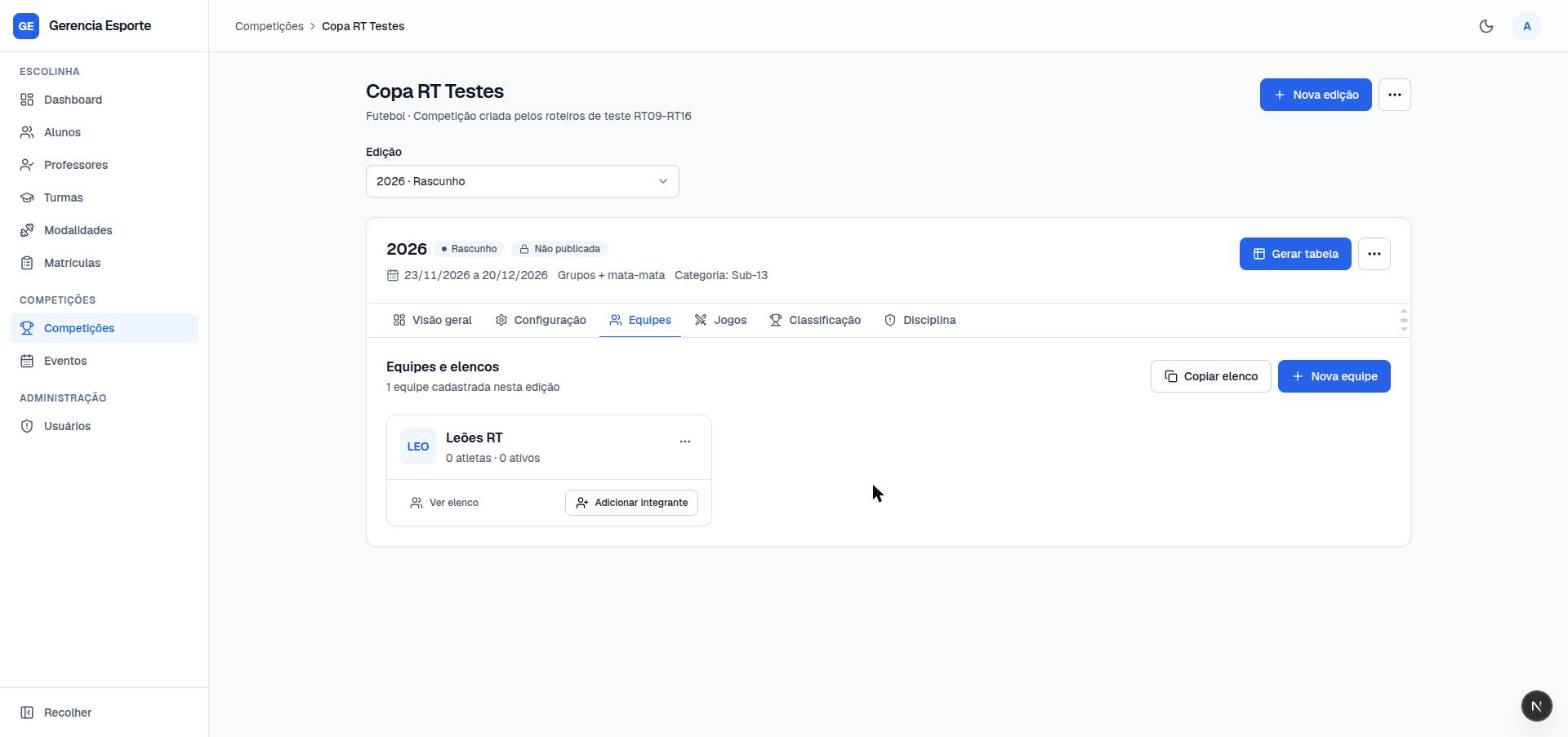 GE Gerencia Esporte
Competições > Copa RT Testes
A
ESCOLINHA
Dashboard
Alunos
Professores
Turmas
Modalidades
Matrículas
COMPETIÇÕES
Competições
Eventos
ADMINISTRAÇÃO
Usuários
Recolher
Copa RT Testes
Futebol · Competição criada pelos roteiros de teste RT09-RT16
+ Nova edição
Edição
2026 · Rascunho
2026 Rascunho Não publicada
23/11/2026 a 20/12/2026 Grupos + mata-mata Categoria: Sub-13
Gerar tabela
Visão geral Configuração Equipes Jogos Classificação Disciplina
Equipes e elencos
1 equipe cadastrada nesta edição
Copiar elenco + Nova equipe
LEO Leões RT
0 atletas · 0 ativos
Ver elenco Adicionar integrante
N